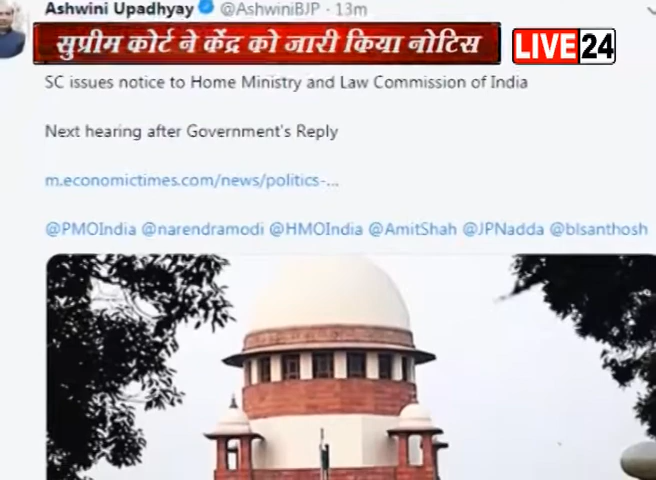 Ashwini Upadhyay @AshwiniBJP · 13m
सुप्रीम कोर्ट ने केंद्र को जारी किया नोटिस
LIVE24
SC issues notice to Home Ministry and Law Commission of India
Next hearing after Government's Reply
m.economictimes.com/news/politics-...
@PMOIndia @narendramodi @HMOIndia @AmitShah @JPNadda @blsanthosh